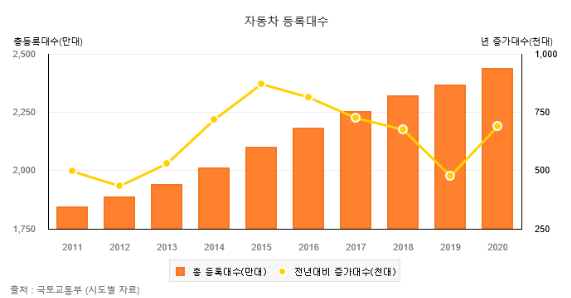 자동차 등록대수
총등록대수(만대) 년 증가대수(천대)
2,500 1,000
2,250 750
2,000 500
1,750 250
2011 2012 2013 2014 2015 2016 2017 2018 2019 2020
총 등록대수(만대) 전년대비 증가대수(천대)
출처 : 국토교통부 (시도별 자료)